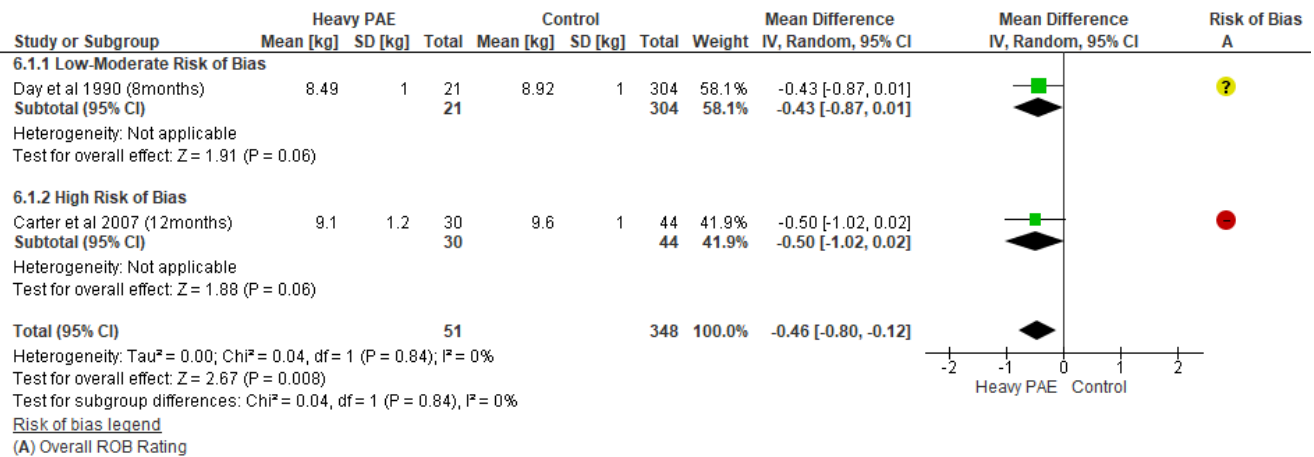 Heavy PAE Control Mean Difference Mean Difference Risk of Bias
Study or Subgroup Mean [kg] SD [kg] Total Mean [kg] SD [kg] Total Weight IV, Random, 95% CI IV, Random, 95% CI A
6.1.1 Low-Moderate Risk of Bias
Day et al 1990 (8months) 8.49 1 21 8.92 1 304 58.1% -0.43 [-0.87, 0.01] ?
Subtotal (95% CI) 21 304 58.1% -0.43 [-0.87, 0.01]
Heterogeneity: Not applicable
Test for overall effect: Z = 1.91 (P = 0.06)
6.1.2 High Risk of Bias
Carter et al 2007 (12months) 9.1 1.2 30 9.6 1 44 41.9% -0.50 [-1.02, 0.02] -
Subtotal (95% CI) 30 44 41.9% -0.50 [-1.02, 0.02]
Heterogeneity: Not applicable
Test for overall effect: Z = 1.88 (P = 0.06)
Total (95% CI) 51 348 100.0% -0.46 [-0.80, -0.12]
Heterogeneity: Tau² = 0.00; Chi² = 0.04, df = 1 (P = 0.84); I² = 0%
Test for overall effect: Z = 2.67 (P = 0.008)
Test for subgroup differences: Chi² = 0.04, df = 1 (P = 0.84), I² = 0%
-2 -1 0 1 2
Heavy PAE Control
Risk of bias legend
(A) Overall ROB Rating